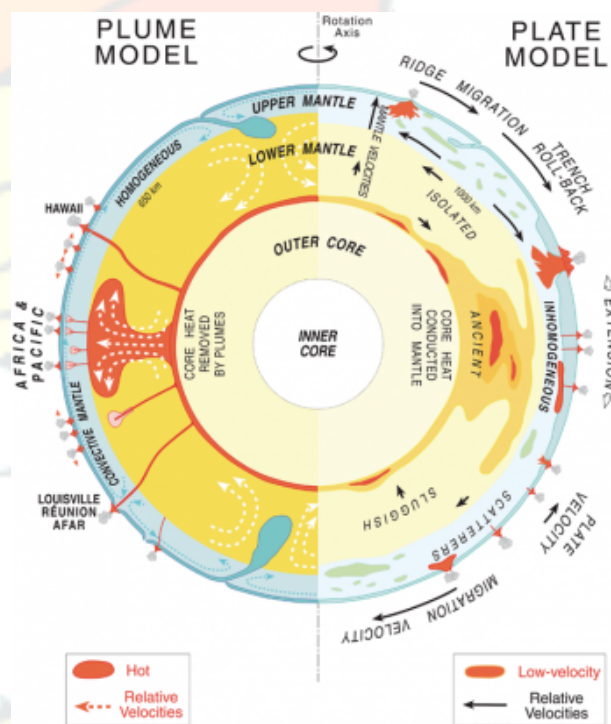 PLUME
MODEL
Rotation
Axis
PLATE
MODEL
RIDGE MIGRATION
TRENCH
ROLL-BACK
UPPER MANTLE
LOWER MANTLE
HOMOGENEOUS
650 km
MANTLE
VELOCITIES
1000 km
ISOLATED
HAWAII
OUTER CORE
AFRICA &
PACIFIC
CORE HEAT
REMOVED
BY PLUMES
INNER
CORE
CORE HEAT
CONDUCTED
INTO MANTLE
ANCIENT
INHOMOGENEOUS
EXTENSION
CONVECTIVE MANTLE
LOUISVILLE
RÉUNION
AFAR
SLUGGISH
SCATTERERS
PLATE
VELOCITY
MIGRATION VELOCITY
Hot
Relative
Velocities
Low-velocity
Relative
Velocities